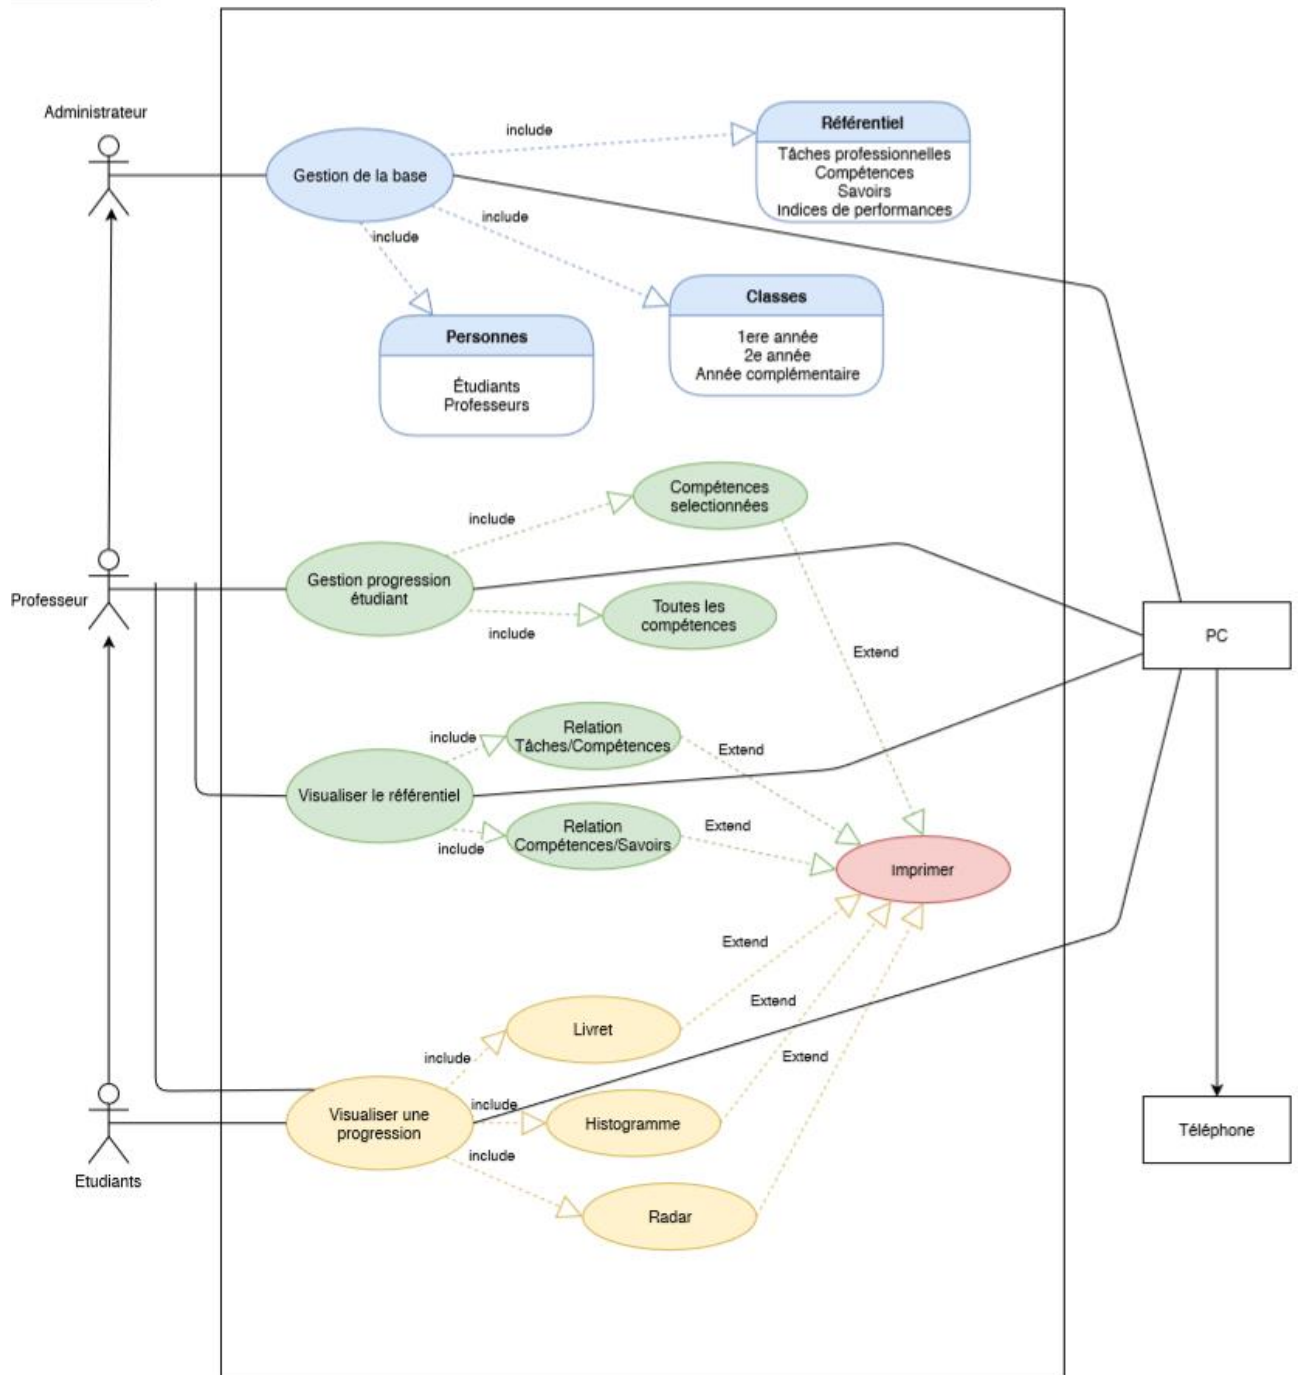 Administrateur
include
Référentiel
Tâches professionnelles
Compétences
Savoirs
Indices de performances
Gestion de la base
include
include
Classes
1ere année
2e année
Année complémentaire
Personnes
Étudiants
Professeurs
Compétences
selectionnées
include
Gestion progression
étudiant
Professeur
Toutes les
compétences
include
PC
Extend
Relation
Tâches/Compétences
include
Extend
Visualiser le référentiel
Relation
Compétences/Savoirs
Extend
include
Imprimer
Extend
Livret
Extend
include
Extend
include
Visualiser une
progression
Histogramme
Téléphone
include
Etudiants
Radar